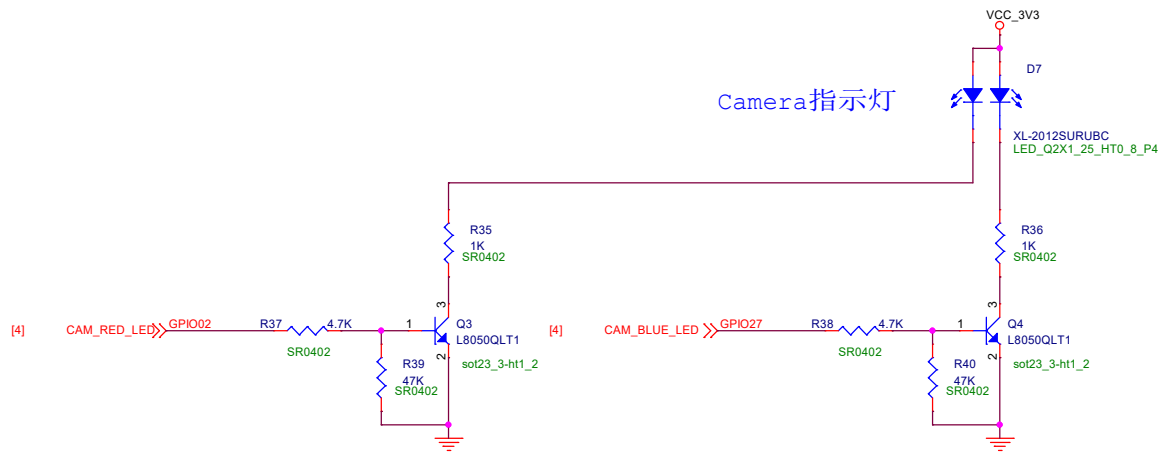 VCC_3V3
D7
Camera指示灯
XL-2012SURUBC
LED_Q2X1_25_HT0_8_P4
R35
1K
SR0402
R36
1K
SR0402
[4] CAM_RED_LED GPIO02 R37 4.7K 1 3 Q3
SR0402
L8050QLT1
2 sot23_3-ht1_2
R39
47K
SR0402
[4] CAM_BLUE_LED GPIO27 R38 4.7K 1 3 Q4
SR0402
L8050QLT1
2 sot23_3-ht1_2
R40
47K
SR0402